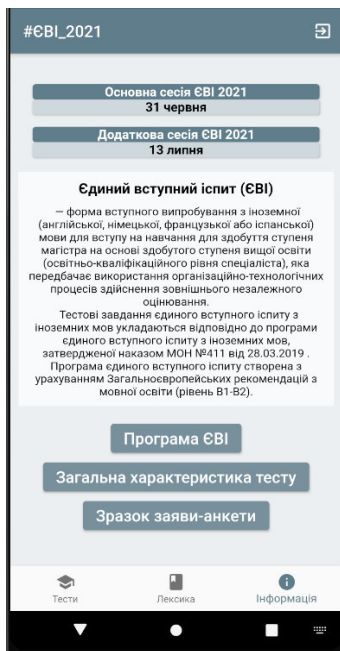 #ЄВІ_2021
Основна сесія ЄВІ 2021
31 червня
Додаткова сесія ЄВІ 2021
13 липня
Єдиний вступний іспит (ЄВІ)
— форма вступного випробування з іноземної
(англійської, німецької, французької або іспанської)
мови для вступу на навчання для здобуття ступеня
магістра на основі здобутого ступеня вищої освіти
(освітньо-кваліфікаційного рівня спеціаліста), яка
передбачає використання організаційно-технологічних
процесів здійснення зовнішнього незалежного
оцінювання.
Тестові завдання єдиного вступного іспиту з
іноземних мов укладаються відповідно до програми
єдиного вступного іспиту з іноземних мов,
затвердженої наказом МОН №411 від 28.03.2019 .
Програма єдиного вступного іспиту створена з
урахуванням Загальноєвропейських рекомендацій з
мовної освіти (рівень В1-В2).
Програма ЄВІ
Загальна характеристика тесту
Зразок заяви-анкети
Тести Лексика Інформація